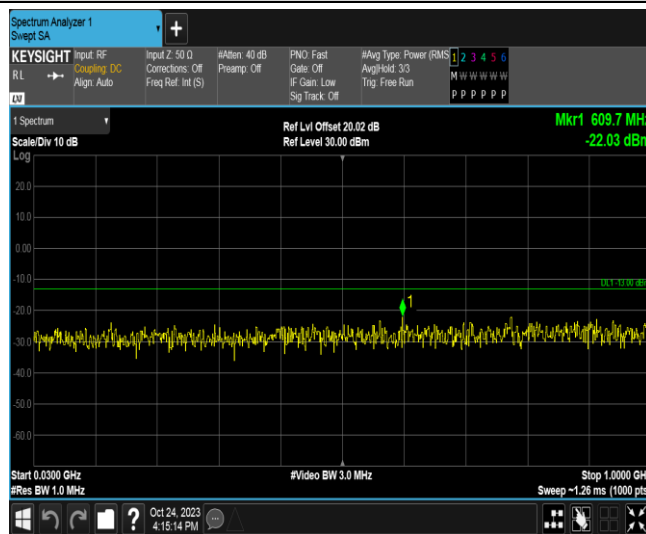 Spectrum Analyzer 1
Swept SA
+
KEYSIGHT
RL
LXI
Input: RF
Coupling: DC
Align: Auto
Input Z: 50 Ω
Corrections: Off
Freq Ref: Int (S)
#Atten: 40 dB
Preamp: Off
PNO: Fast
Gate: Off
IF Gain: Low
Sig Track: Off
#Avg Type: Power (RMS
Avg|Hold: 3/3
Trig: Free Run
1 2 3 4 5 6
M W W W W W
P P P P P P
1 Spectrum
Scale/Div 10 dB
Log
Ref Lvl Offset 20.02 dB
Ref Level 30.00 dBm
Mkr1 609.7 MHz
-22.03 dBm
20.0
10.0
0.00
-10.0
DL1 -13.00 dBm
1
-20.0
-30.0
-40.0
-50.0
-60.0
Start 0.0300 GHz
#Res BW 1.0 MHz
#Video BW 3.0 MHz
Stop 1.0000 GH
Sweep ~1.26 ms (1000 pts
?
Oct 24, 2023
4:15:14 PM